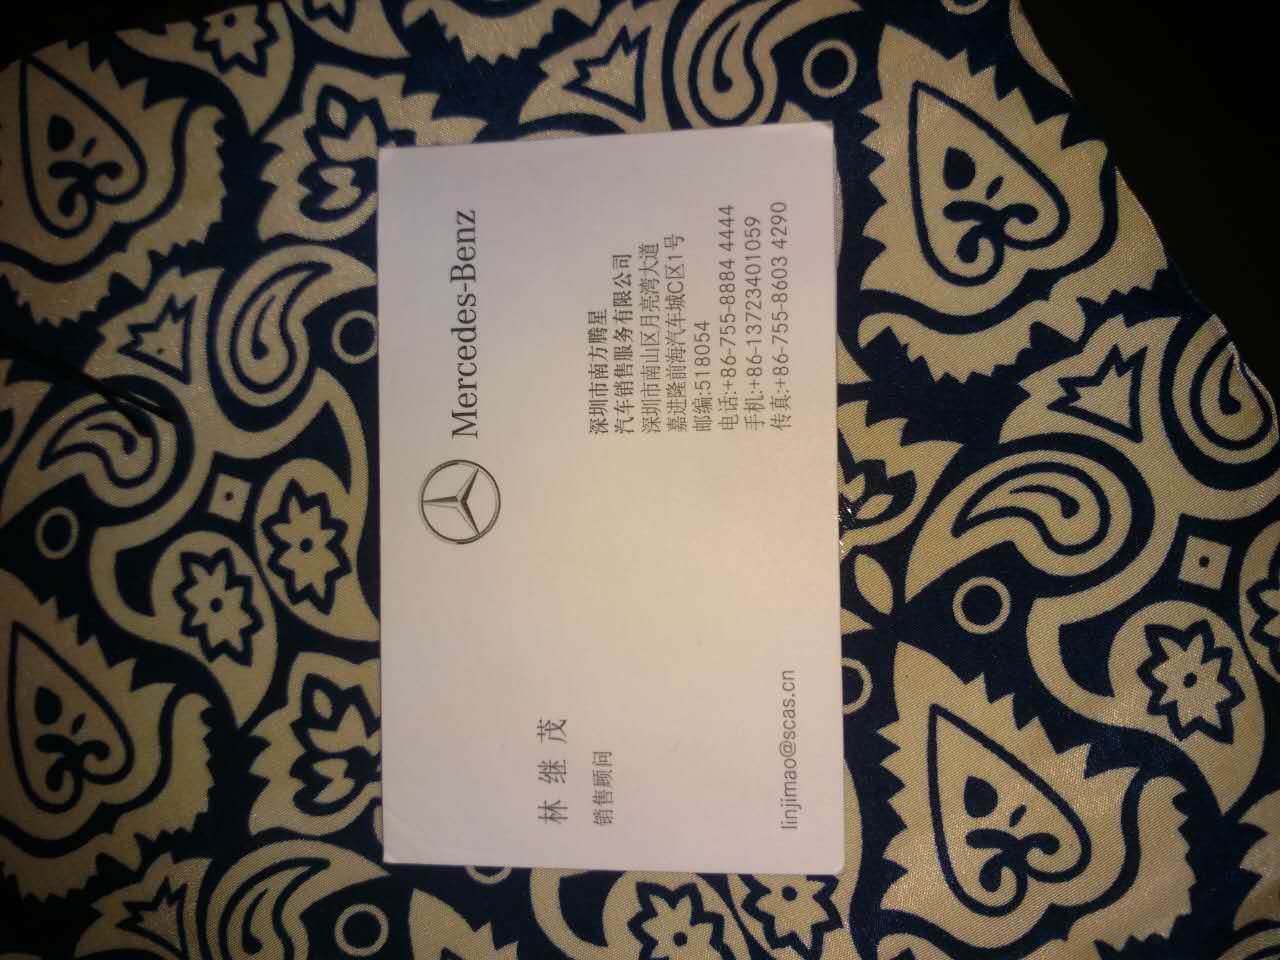 Mercedes-Benz
林继茂
销售顾问
深圳市南方腾星
汽车销售服务有限公司
深圳市南山区月亮湾大道
嘉进隆前海汽车城C区1号
邮编:518054
电话:+86-755-8884 4444
手机:+86-13723401059
传真:+86-755-8603 4290
linjimao@scas.cn